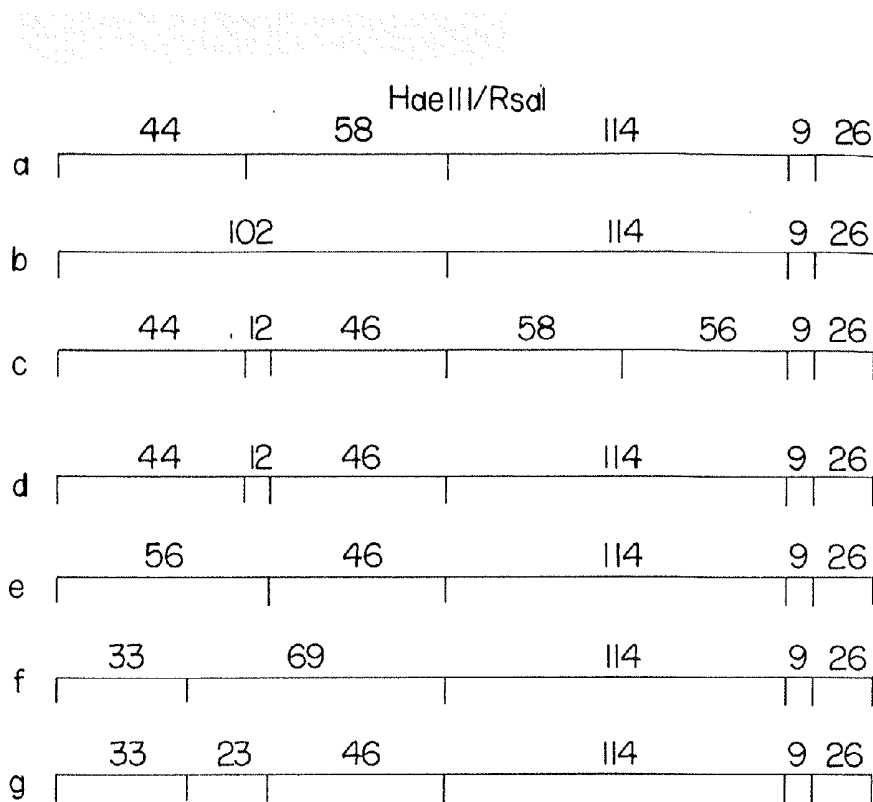 HaeIII/RsaI
44 58 114 9 26
a
102 114 9 26
b
44 12 46 58 56 9 26
c
44 12 46 114 9 26
d
56 46 114 9 26
e
33 69 114 9 26
f
33 23 46 114 9 26
g